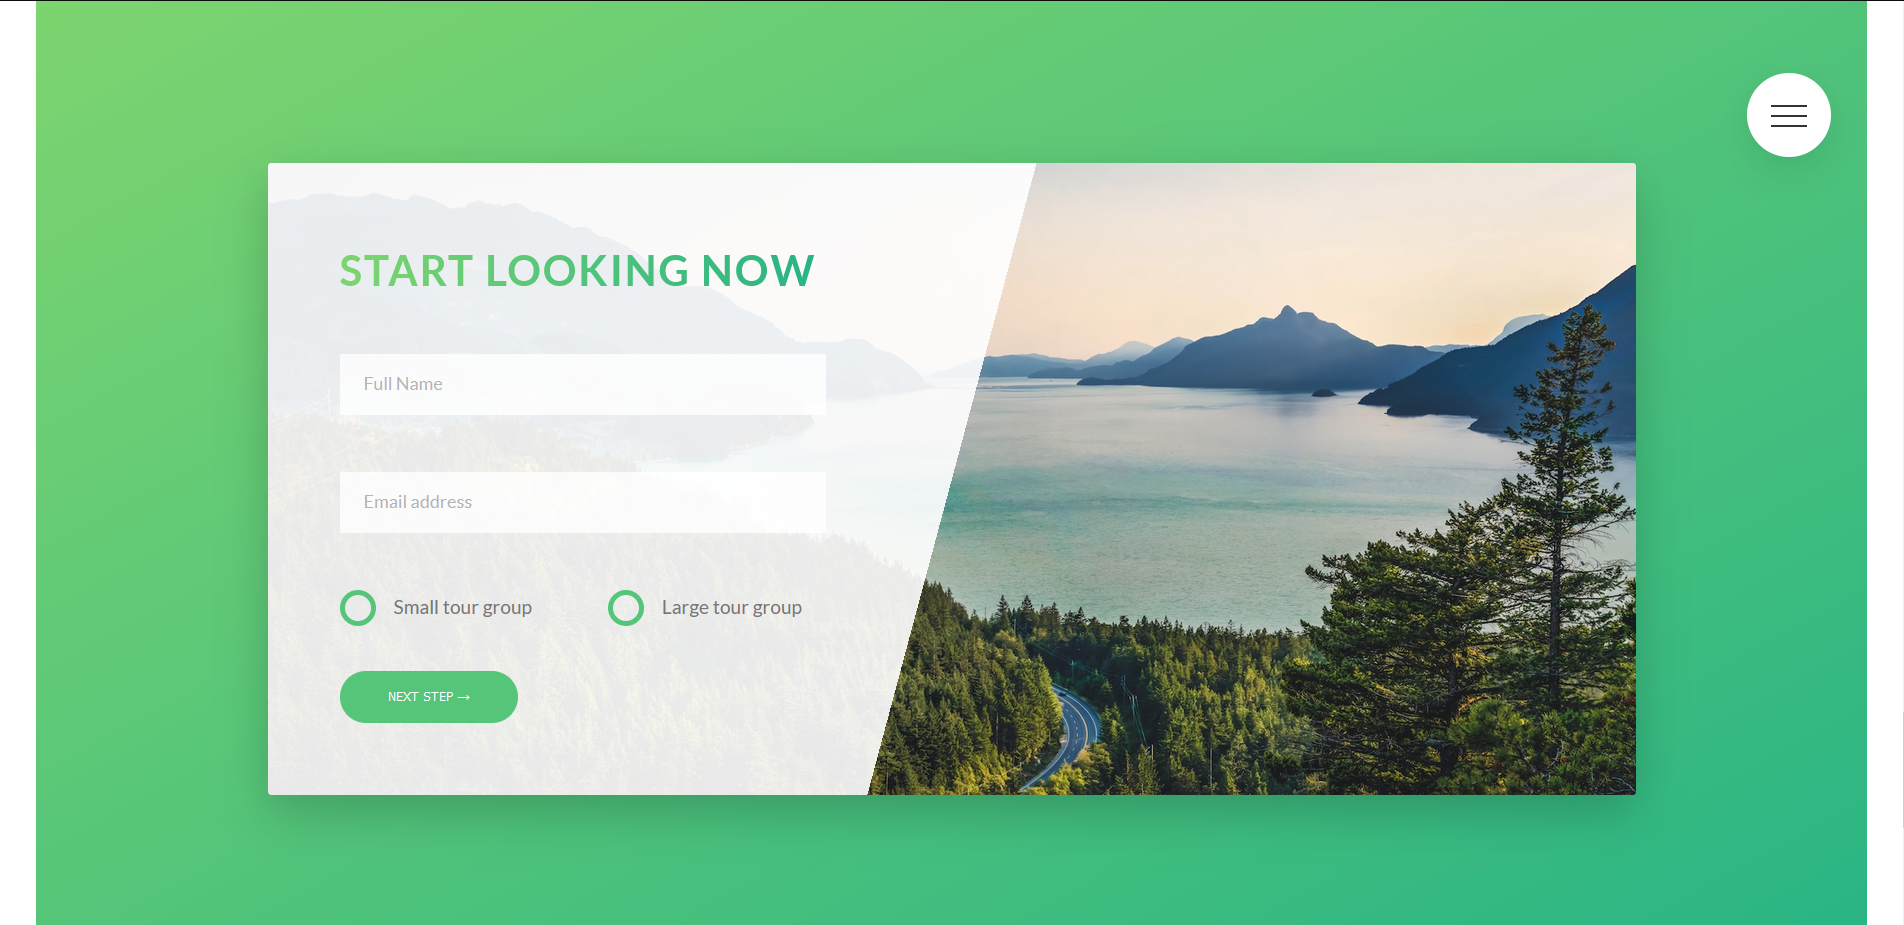 START LOOKING NOW
Full Name
Email address
Small tour group
Large tour group
NEXT STEP →